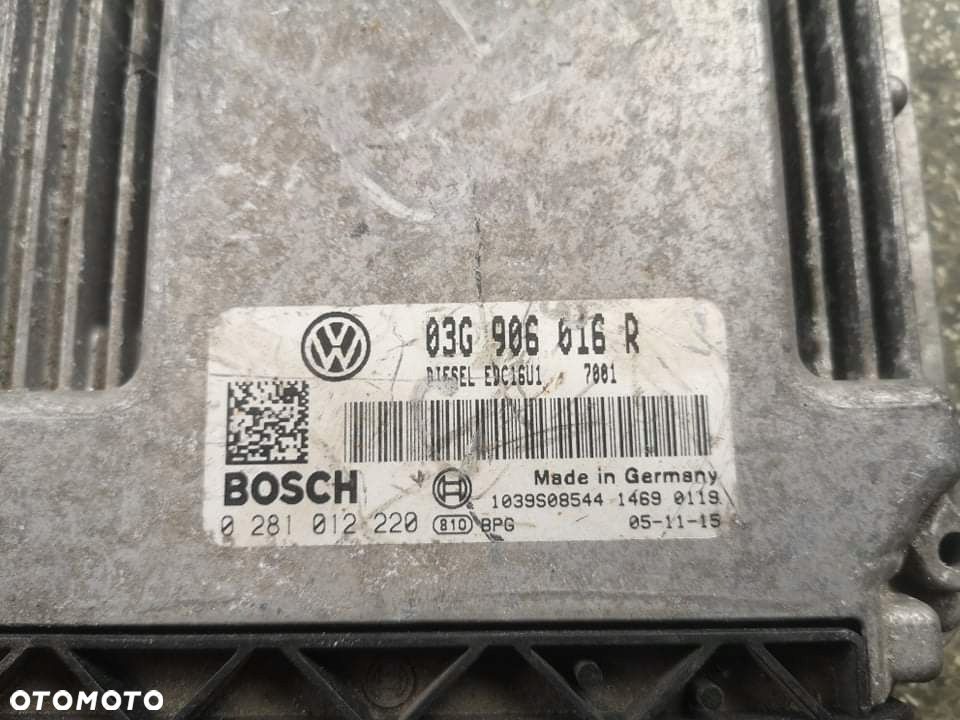 03G 906 016 R
DIESEL EDC16U1 7001
BOSCH
Made in Germany
1039S08544 1469 0119
0 281 012 220 810 BPG 05-11-15
OTOMOTO